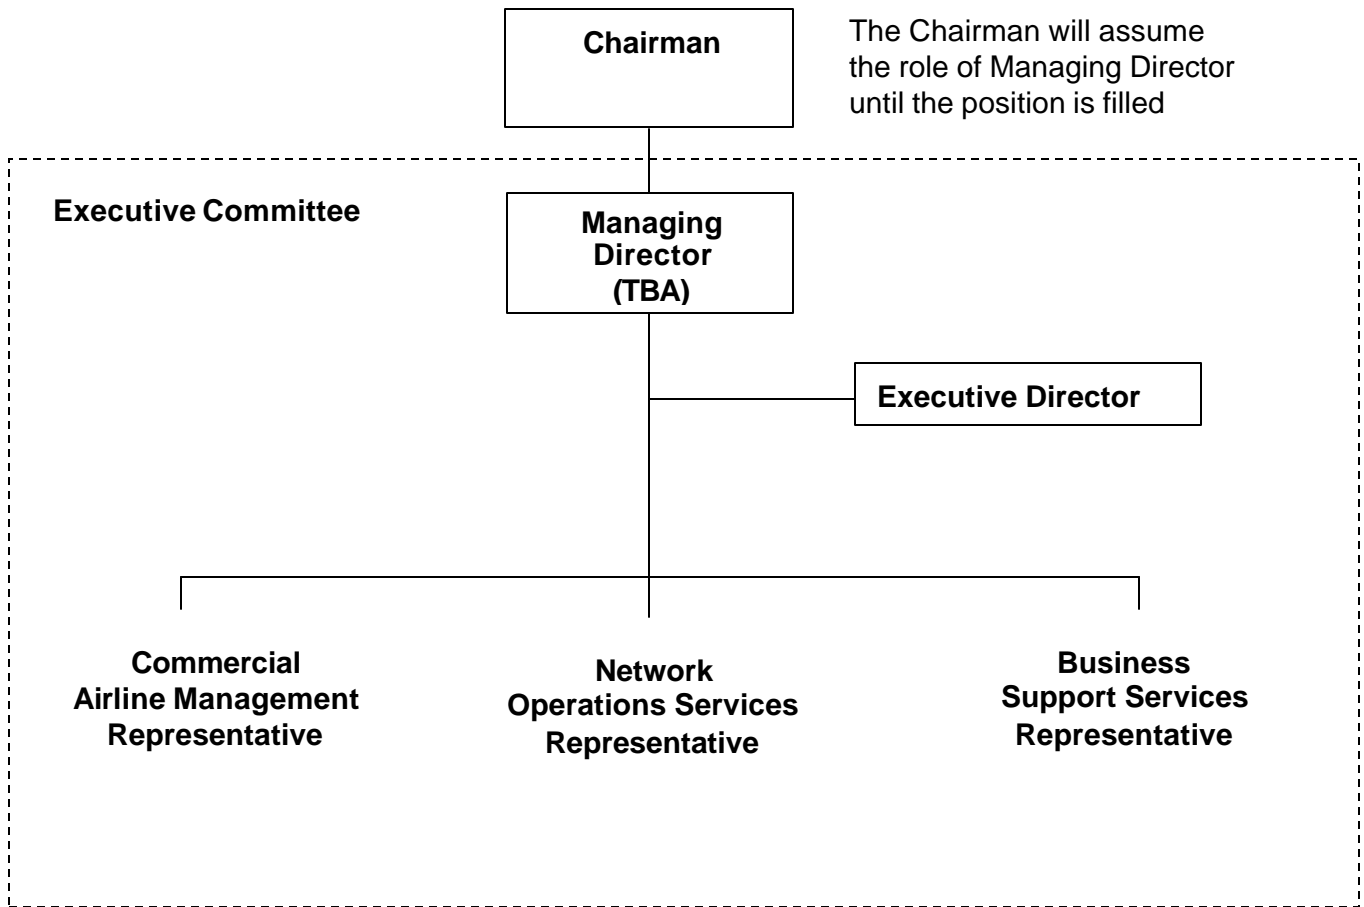 Chairman
The Chairman will assume
the role of Managing Director
until the position is filled
Executive Committee
Managing
Director
(TBA)
Executive Director
Commercial
Airline Management
Representative
Network
Operations Services
Representative
Business
Support Services
Representative